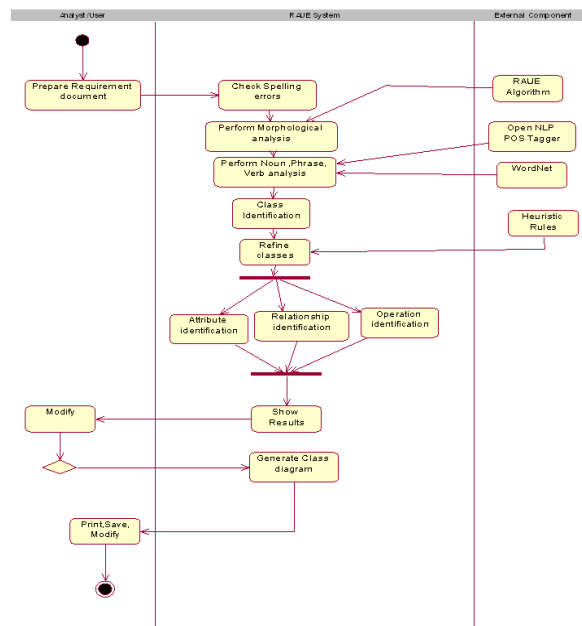 Analyst/User
RAUE System
External Component
Prepare Requirement
document
Check Spelling
errors
RAUE
Algorithm
Perform Morphological
analysis
Open NLP
POS Tagger
Perform Noun ,Phrase,
Verb analysis
WordNet
Class
Identification
Heuristic
Rules
Refine
classes
Attribute
identification
Relationship
identification
Operation
identification
Modify
Show
Results
Generate Class
diagram
Print,Save,
Modify